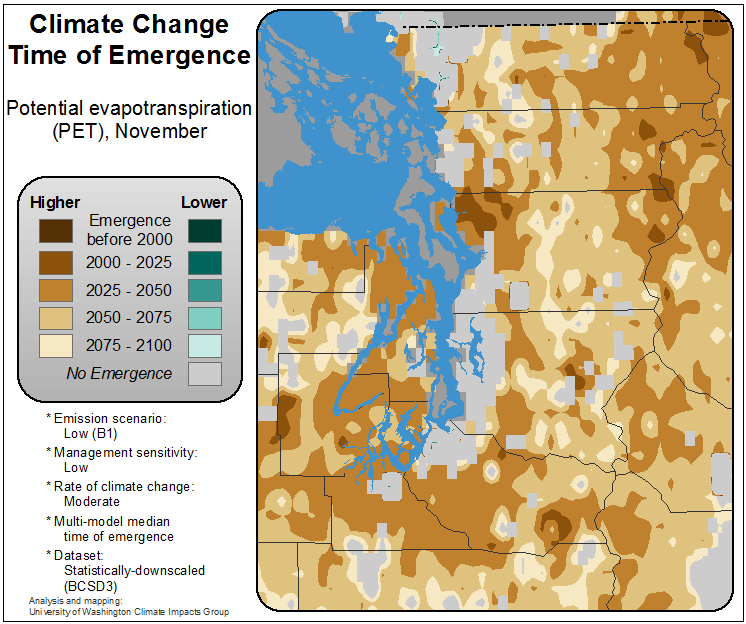 Climate Change
Time of Emergence
Potential evapotranspiration
(PET), November
Higher
Lower
Emergence
before 2000
2000 - 2025
2025 - 2050
2050 - 2075
2075 - 2100
No Emergence
* Emission scenario:
Low (B1)
* Management sensitivity:
Low
* Rate of climate change:
Moderate
* Multi-model median
time of emergence
* Dataset:
Statistically-downscaled
(BCSD3)
Analysis and mapping:
University of Washington Climate Impacts Group